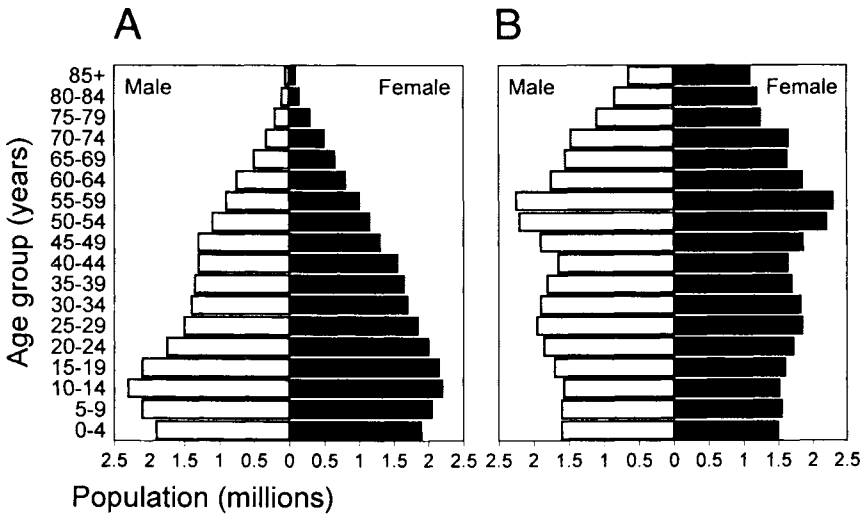 A
B
Male
Female
Male
Female
Age group (years)
85+
80-84
75-79
70-74
65-69
60-64
55-59
50-54
45-49
40-44
35-39
30-34
25-29
20-24
15-19
10-14
5-9
0-4
2.5 2 1.5 1 0.5 0 0.5 1 1.5 2 2.5
2.5 2 1.5 1 0.5 0 0.5 1 1.5 2 2.5
Population (millions)